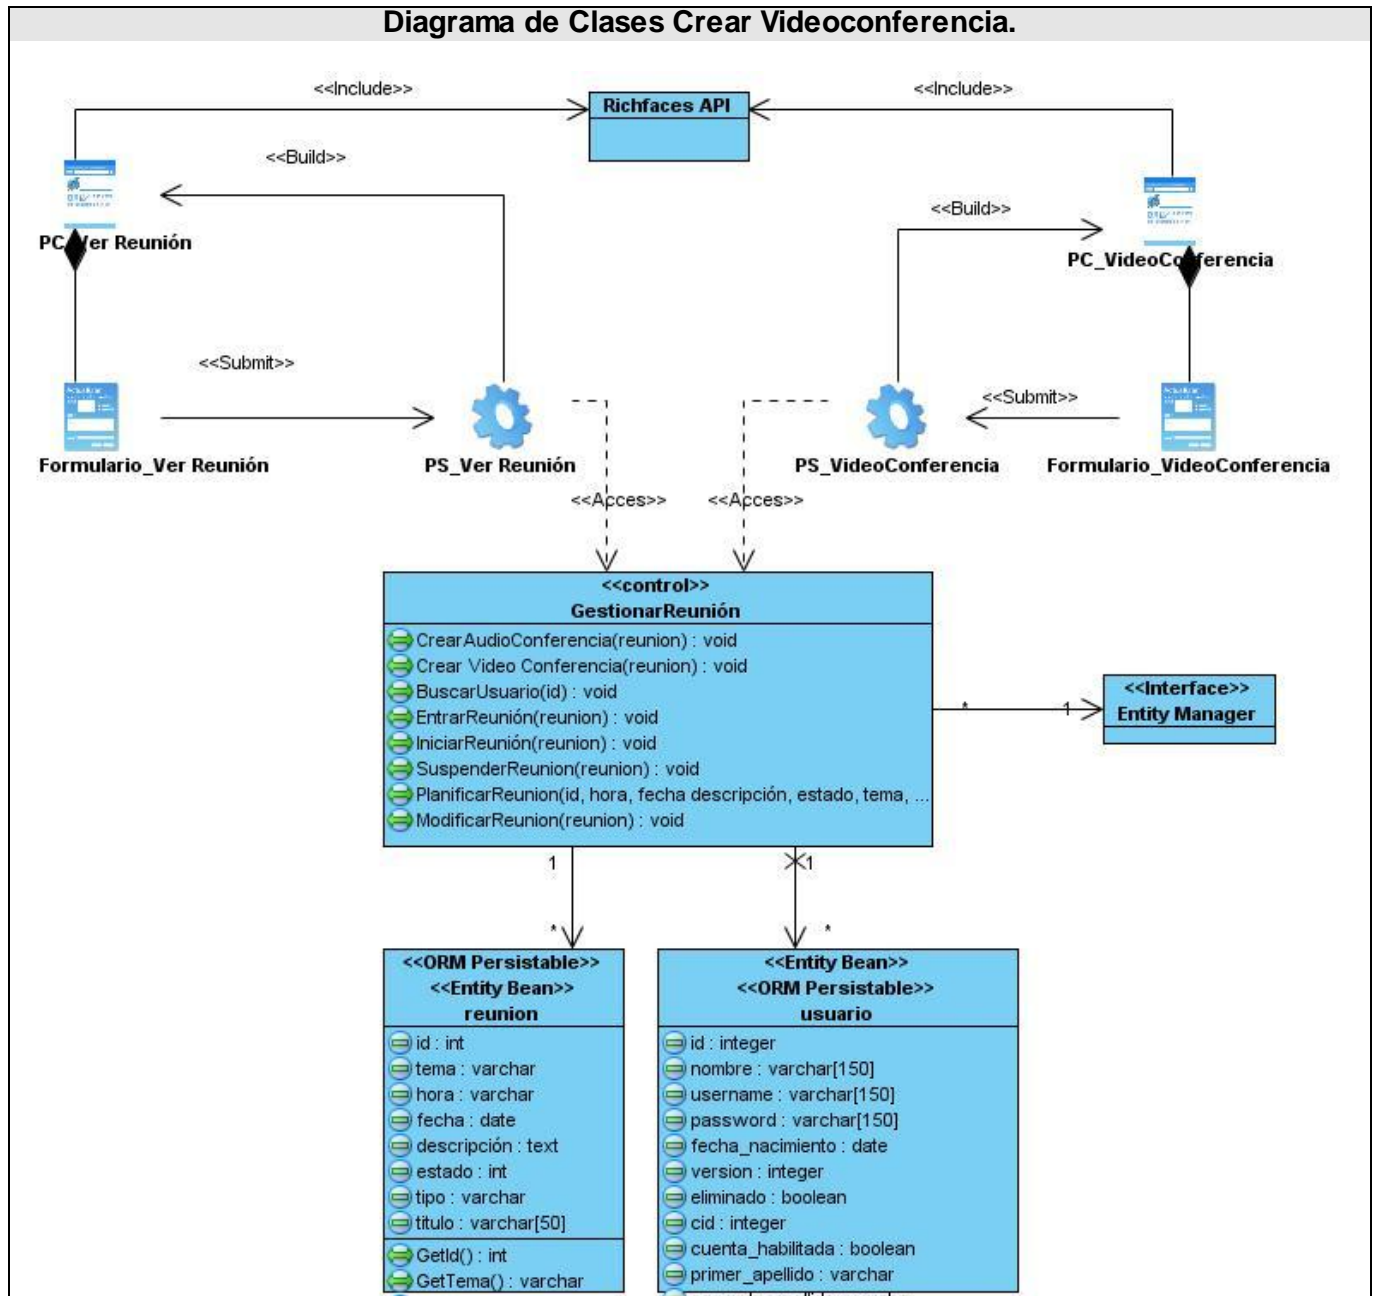 Diagrama de Clases Crear Videoconferencia.
<<Include>>
<<Include>>
Richfaces API
<<Build>>
<<Build>>
PC_Ver Reunión
PC_VideoConferencia
<<Submit>>
<<Submit>>
Formulario_Ver Reunión
PS_Ver Reunión
PS_VideoConferencia
Formulario_VideoConferencia
<<Acces>>
<<Acces>>
<<control>>
GestionarReunión
CrearAudioConferencia(reunion) : void
Crear Video Conferencia(reunion) : void
BuscarUsuario(id) : void
EntrarReunión(reunion) : void
IniciarReunión(reunion) : void
SuspenderReunion(reunion) : void
PlanificarReunion(id, hora, fecha descripción, estado, tema, ...
ModificarReunion(reunion) : void
* 1
<<Interface>>
Entity Manager
1
1
*
*
<<ORM Persistable>>
<<Entity Bean>>
reunion
id : int
tema : varchar
hora : varchar
fecha : date
descripción : text
estado : int
tipo : varchar
titulo : varchar[50]
GetId() : int
GetTema() : varchar
<<Entity Bean>>
<<ORM Persistable>>
usuario
id : integer
nombre : varchar[150]
username : varchar[150]
password : varchar[150]
fecha_nacimiento : date
version : integer
eliminado : boolean
cid : integer
cuenta_habilitada : boolean
primer_apellido : varchar